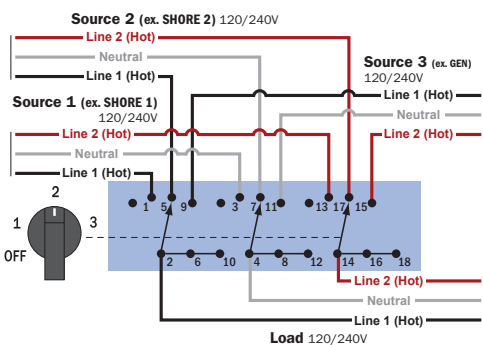 Source 2 (ex. SHORE 2) 120/240V
Line 2 (Hot)
Neutral
Line 1 (Hot)
Source 3 (ex. GEN)
120/240V
Line 1 (Hot)
Neutral
Line 2 (Hot)
Source 1 (ex. SHORE 1)
120/240V
Line 2 (Hot)
Neutral
Line 1 (Hot)
1 5 9 3 7 11 13 17 15
2
1 3
OFF
2 6 10 4 8 12 14 16 18
Line 2 (Hot)
Neutral
Line 1 (Hot)
Load 120/240V